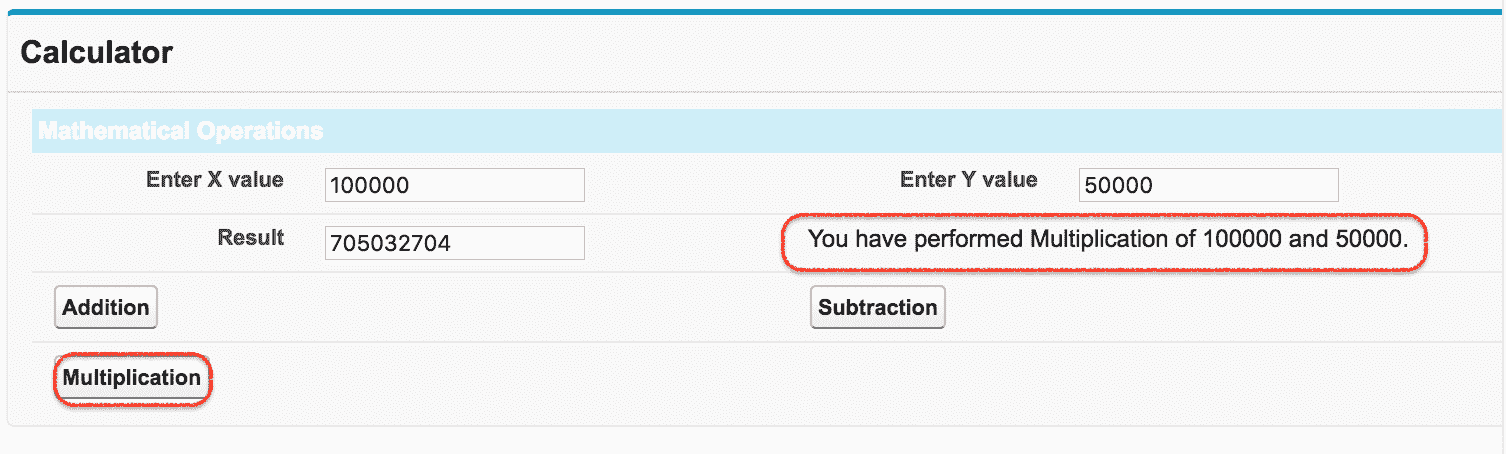 Calculator
Mathematical Operations
Enter X value 100000 Enter Y value 50000
Result 705032704 You have performed Multiplication of 100000 and 50000.
Addition Subtraction
Multiplication